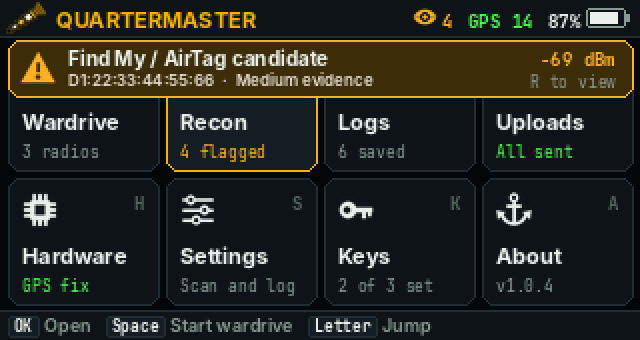 QUARTERMASTER 4 GPS 14 87%
Find My / AirTag candidate -69 dBm
D1:22:33:44:55:66 · Medium evidence R to view
Wardrive Recon Logs Uploads
3 radios 4 flagged 6 saved All sent
H S K A
Hardware Settings Keys About
GPS fix Scan and log 2 of 3 set v1.0.4
OK Open Space Start wardrive Letter Jump